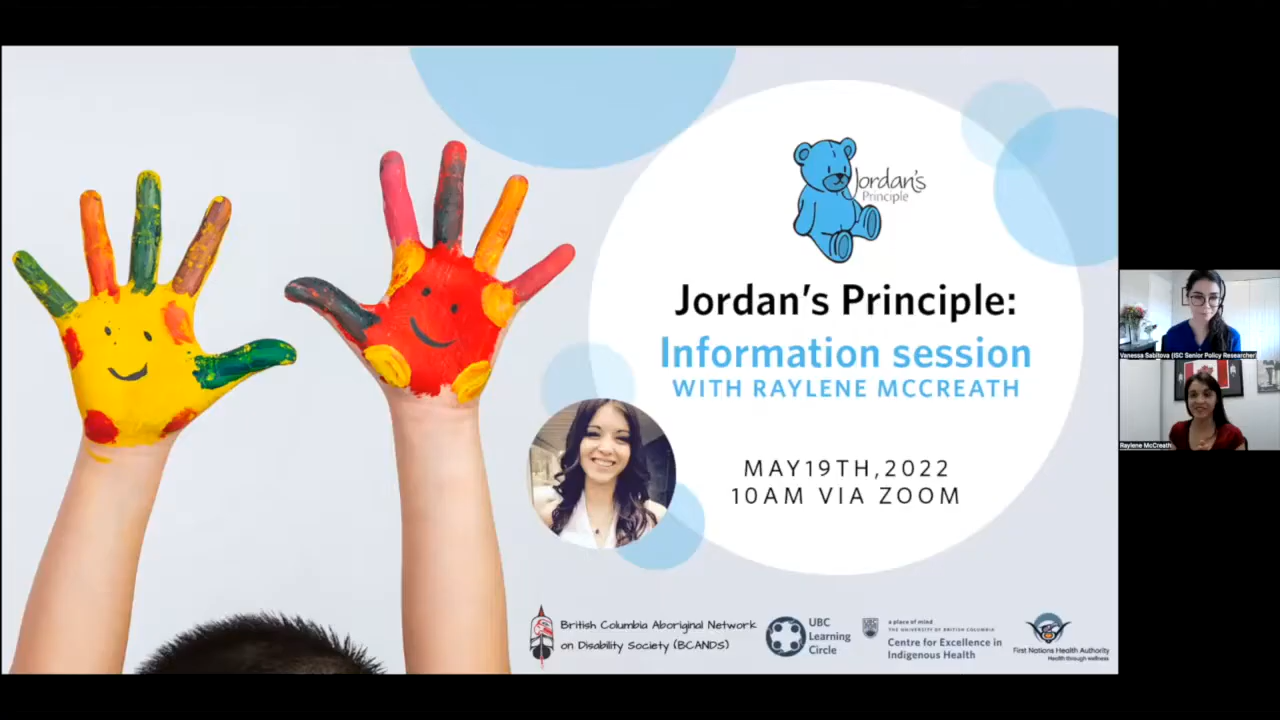 Jordan's
Principle
Jordan's Principle:
Information session
WITH RAYLENE MCCREATH
MAY19TH,2022
10AM VIA ZOOM
British Columbia Aboriginal Network
on Disability Society (BCANDS)
UBC
Learning
Circle
a place of mind
THE UNIVERSITY OF BRITISH COLUMBIA
Centre for Excellence in
Indigenous Health
First Nations Health Authority
Health through wellness
Vanessa Sabitova (ISC Senior Policy Researcher)
Raylene McCreath